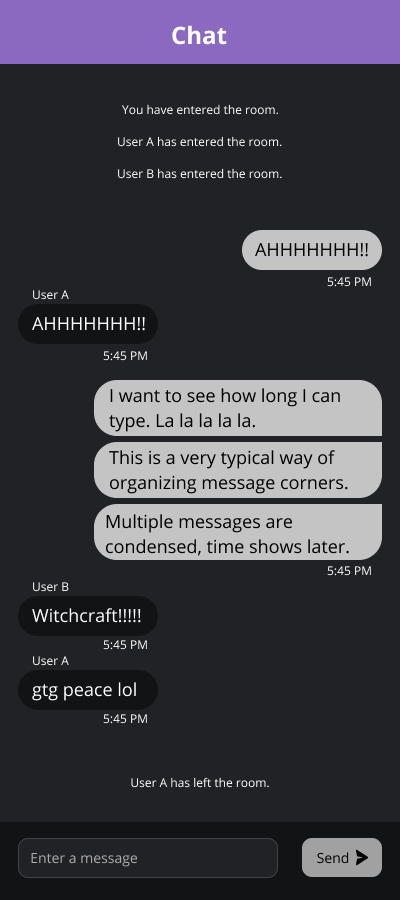 Chat
You have entered the room.
User A has entered the room.
User B has entered the room.
AHHHHHHH!!
5:45 PM
User A
AHHHHHHH!!
5:45 PM
I want to see how long I can
type. La la la la la.
This is a very typical way of
organizing message corners.
Multiple messages are
condensed, time shows later.
5:45 PM
User B
Witchcraft!!!!!
5:45 PM
User A
gtg peace lol
5:45 PM
User A has left the room.
Enter a message
Send